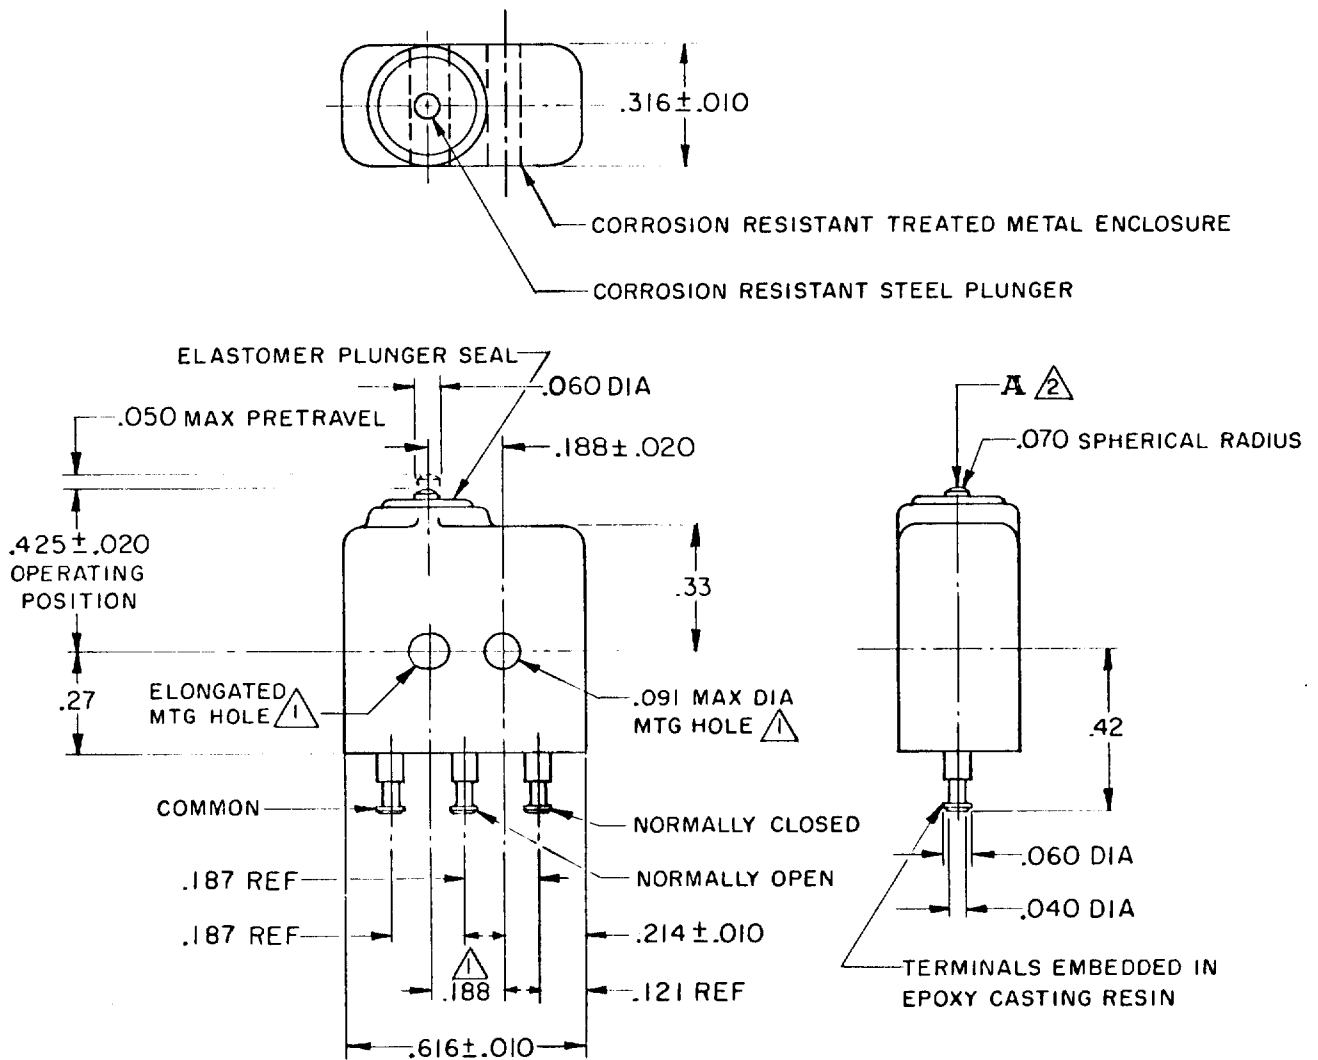 .316±.010
CORROSION RESISTANT TREATED METAL ENCLOSURE
CORROSION RESISTANT STEEL PLUNGER
ELASTOMER PLUNGER SEAL
.060 DIA
.050 MAX PRETRAVEL
.188±.020
A 2
.070 SPHERICAL RADIUS
.425±.020
OPERATING
POSITION
.33
.27
ELONGATED
MTG HOLE 1
.091 MAX DIA
MTG HOLE 1
.42
COMMON
NORMALLY CLOSED
NORMALLY OPEN
.187 REF
.187 REF
.214±.010
1
.188
.121 REF
.616±.010
.060 DIA
.040 DIA
TERMINALS EMBEDDED IN
EPOXY CASTING RESIN